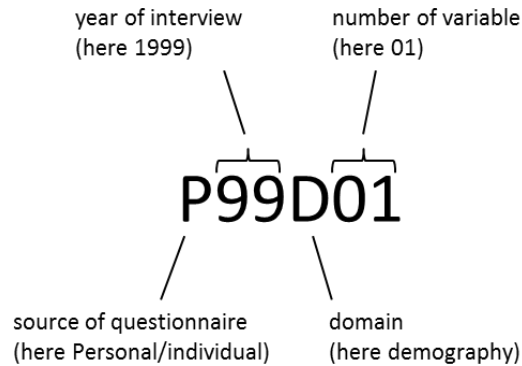 year of interview
(here 1999)
number of variable
(here 01)
P99D01
source of questionnaire
(here Personal/individual)
domain
(here demography)